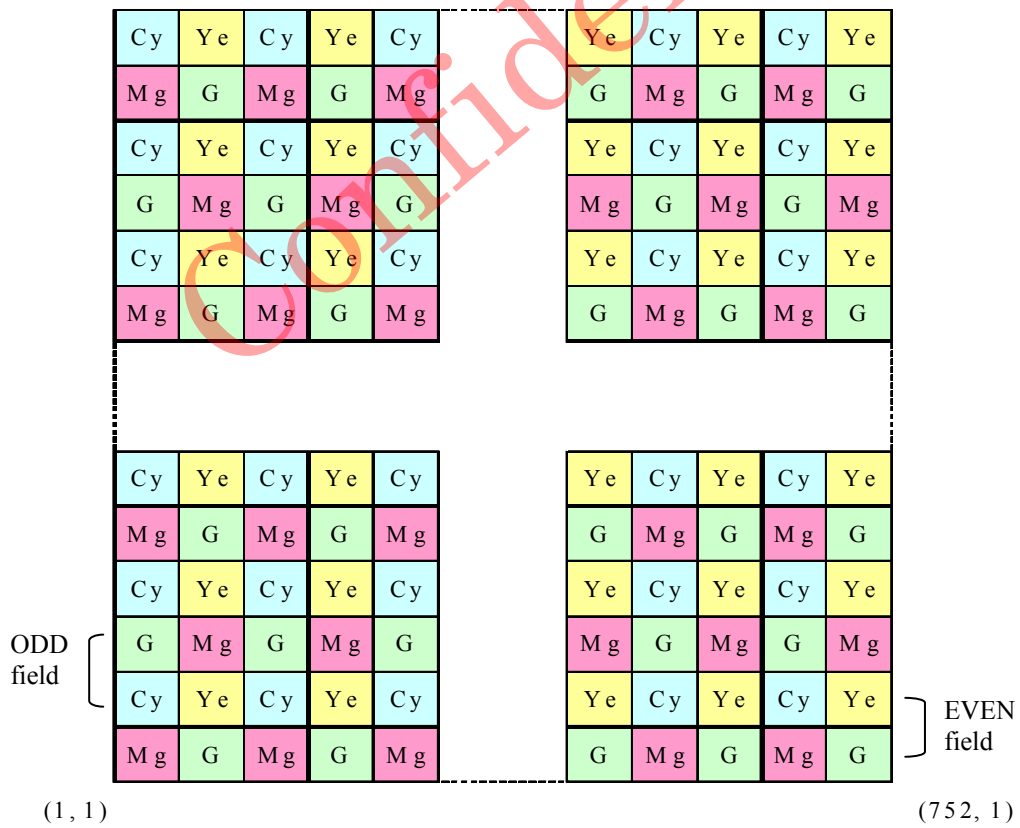 Cy Ye Cy Ye Cy Ye Cy Ye Cy Ye
Mg G Mg G Mg G Mg G Mg G
Cy Ye Cy Ye Cy Ye Cy Ye Cy Ye
G Mg G Mg G Mg G Mg G Mg
Cy Ye Cy Ye Cy Ye Cy Ye Cy Ye
Mg G Mg G Mg G Mg G Mg G
Cy Ye Cy Ye Cy Ye Cy Ye Cy Ye
Mg G Mg G Mg G Mg G Mg G
Cy Ye Cy Ye Cy Ye Cy Ye Cy Ye
G Mg G Mg G Mg G Mg G Mg
Cy Ye Cy Ye Cy Ye Cy Ye Cy Ye
Mg G Mg G Mg G Mg G Mg G
ODD
field
EVEN
field
(1, 1)
(752, 1)